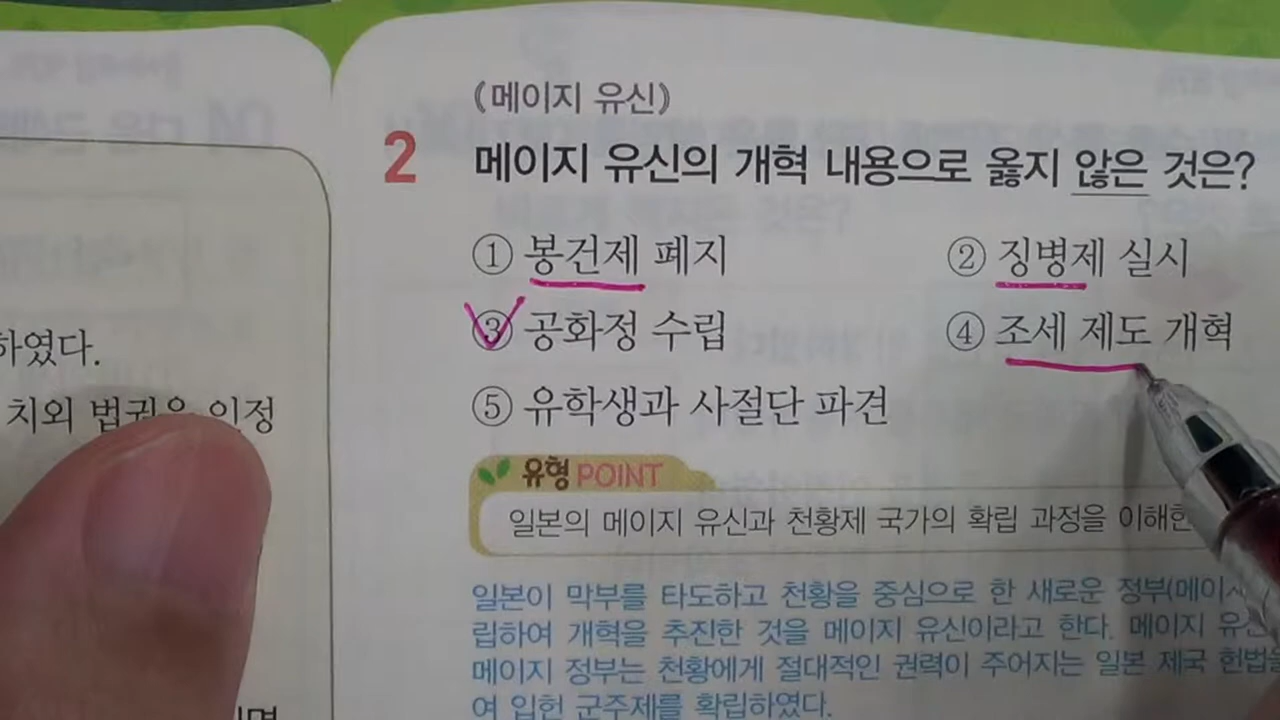 (메이지 유신)
2 메이지 유신의 개혁 내용으로 옳지 않은 것은?
① 봉건제 폐지 ② 징병제 실시
③ 공화정 수립 ④ 조세 제도 개혁
⑤ 유학생과 사절단 파견
유형 POINT
일본의 메이지 유신과 천황제 국가의 확립 과정을 이해한
일본이 막부를 타도하고 천황을 중심으로 한 새로운 정부(메이지
립하여 개혁을 추진한 것을 메이지 유신이라고 한다. 메이지 유신
메이지 정부는 천황에게 절대적인 권력이 주어지는 일본 제국 헌법을
여 입헌 군주제를 확립하였다.
하였다.
치외 법권을 인정